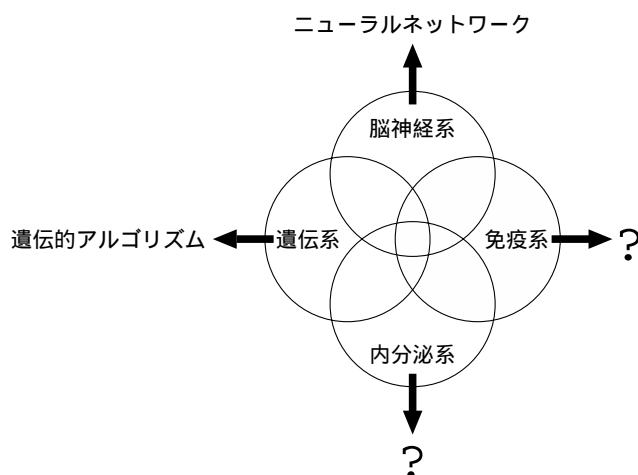 ニューラルネットワーク
脳神経系
遺伝的アルゴリズム
遺伝系
免疫系
?
内分泌系
?